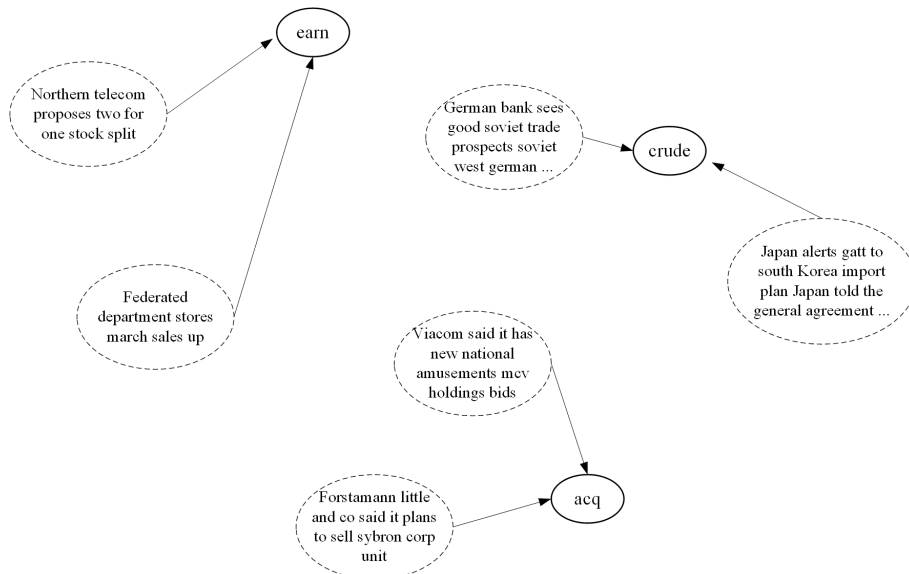 earn
Northern telecom
proposes two for
one stock split
German bank sees
good soviet trade
prospects soviet
west german ...
crude
Japan alerts gatt to
south Korea import
plan Japan told the
general agreement ...
Federated
department stores
march sales up
Viacom said it has
new national
amusements mcv
holdings bids
Forstamann little
and co said it plans
to sell sybron corp
unit
acq